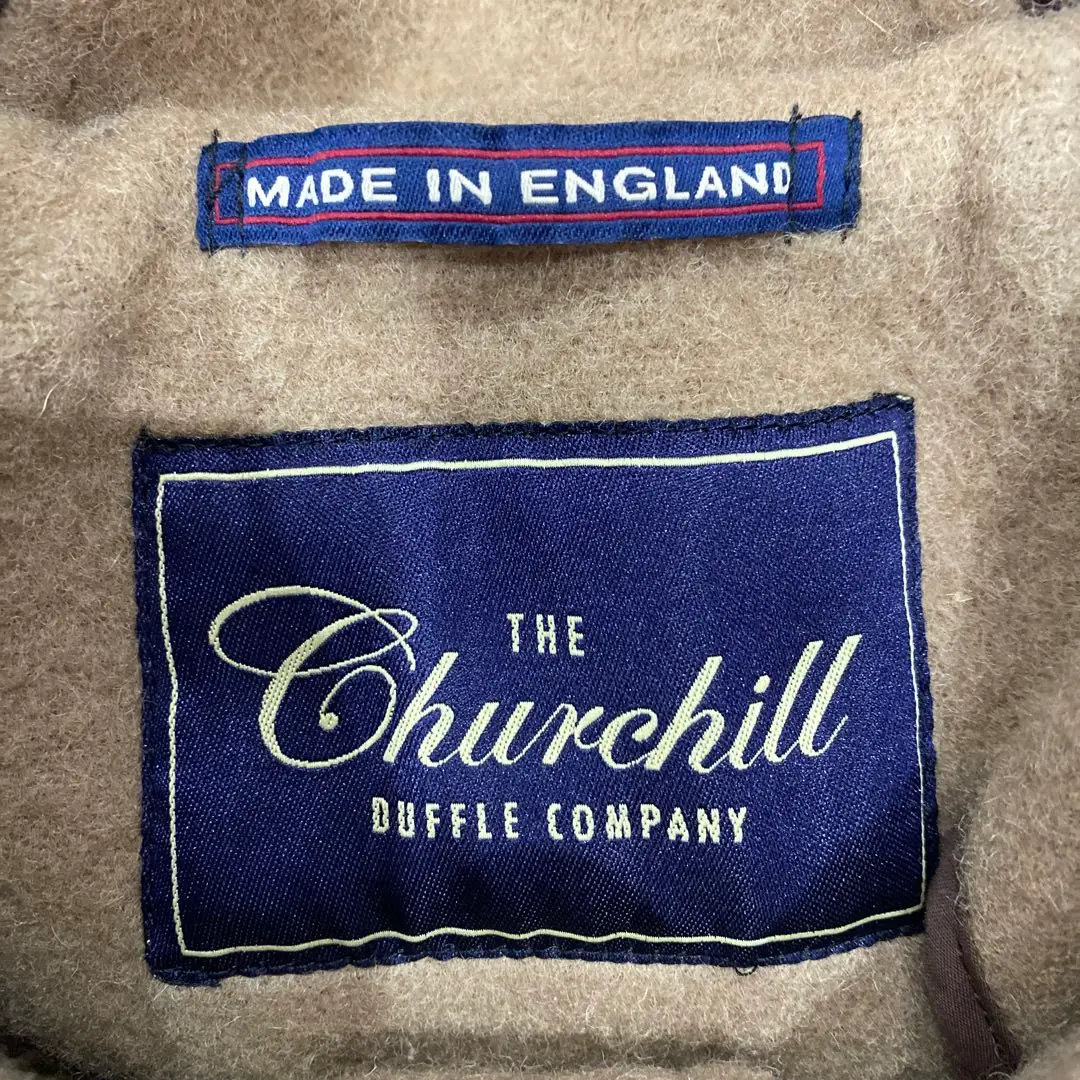 MADE IN ENGLAND
THE
Churchill
DUFFLE COMPANY